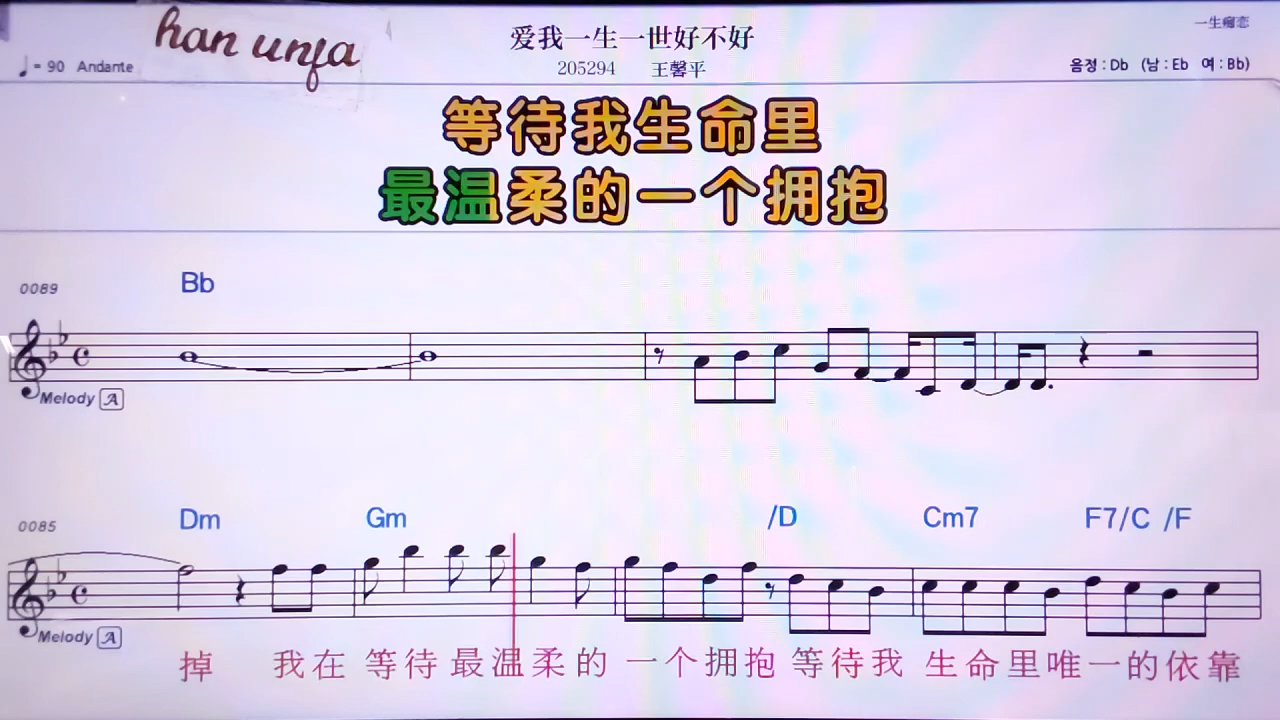 han unfa
爱我一生一世好不好
一生痴恋
♩= 90 Andante
205294 王馨平
음정 : Db (남 : Eb 여 : Bb)
等待我生命里
最温柔的一个拥抱
0089
Bb
Melody A
0085
Dm Gm /D Cm7 F7/C /F
Melody A
掉 我在 等待 最温柔的 一个拥抱 等待我 生命里唯一的依靠